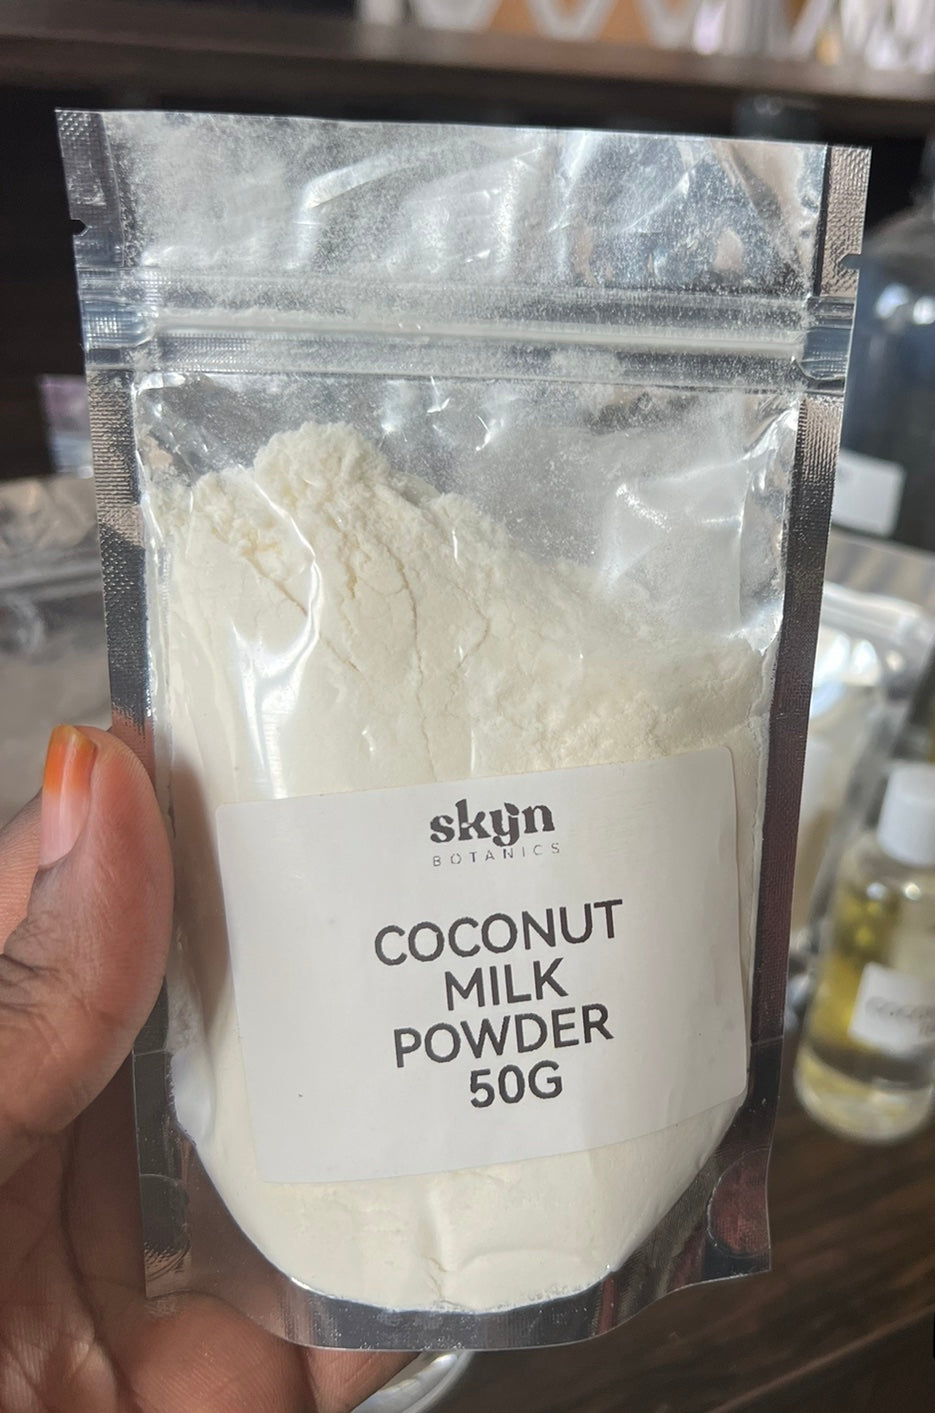 skyn
BOTANICS
COCONUT
MILK
POWDER
50G